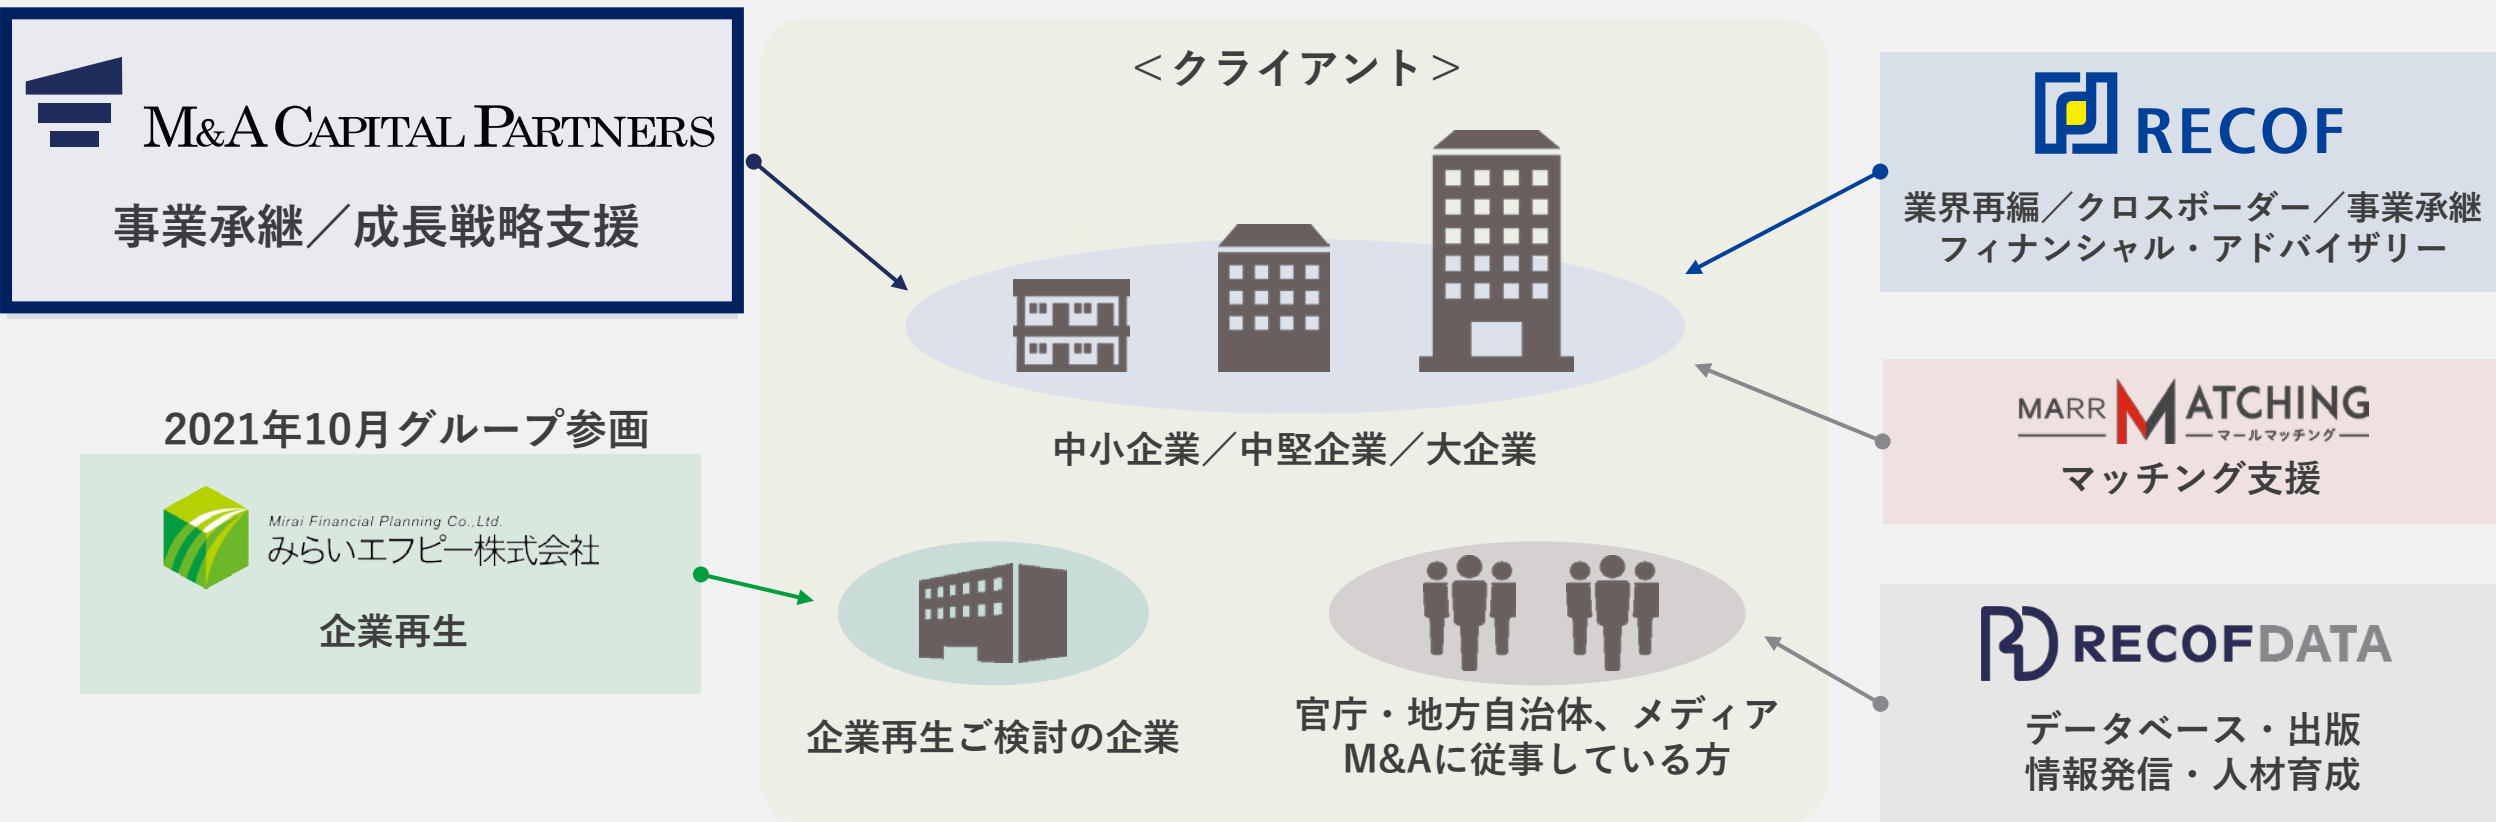 M&A CAPITAL PARTNERS
事業承継／成長戦略支援
2021年10月グループ参画
Mirai Financial Planning Co.,Ltd.
みらいエフピー株式会社
企業再生
＜クライアント＞
中小企業／中堅企業／大企業
企業再生ご検討の企業
官庁・地方自治体、メディア
M&Aに従事している方
RECOF
業界再編／クロスボーダー／事業承継
フィナンシャル・アドバイザリー
MARR MATCHING
マールマッチング
マッチング支援
RECOFDATA
データベース・出版
情報発信・人材育成